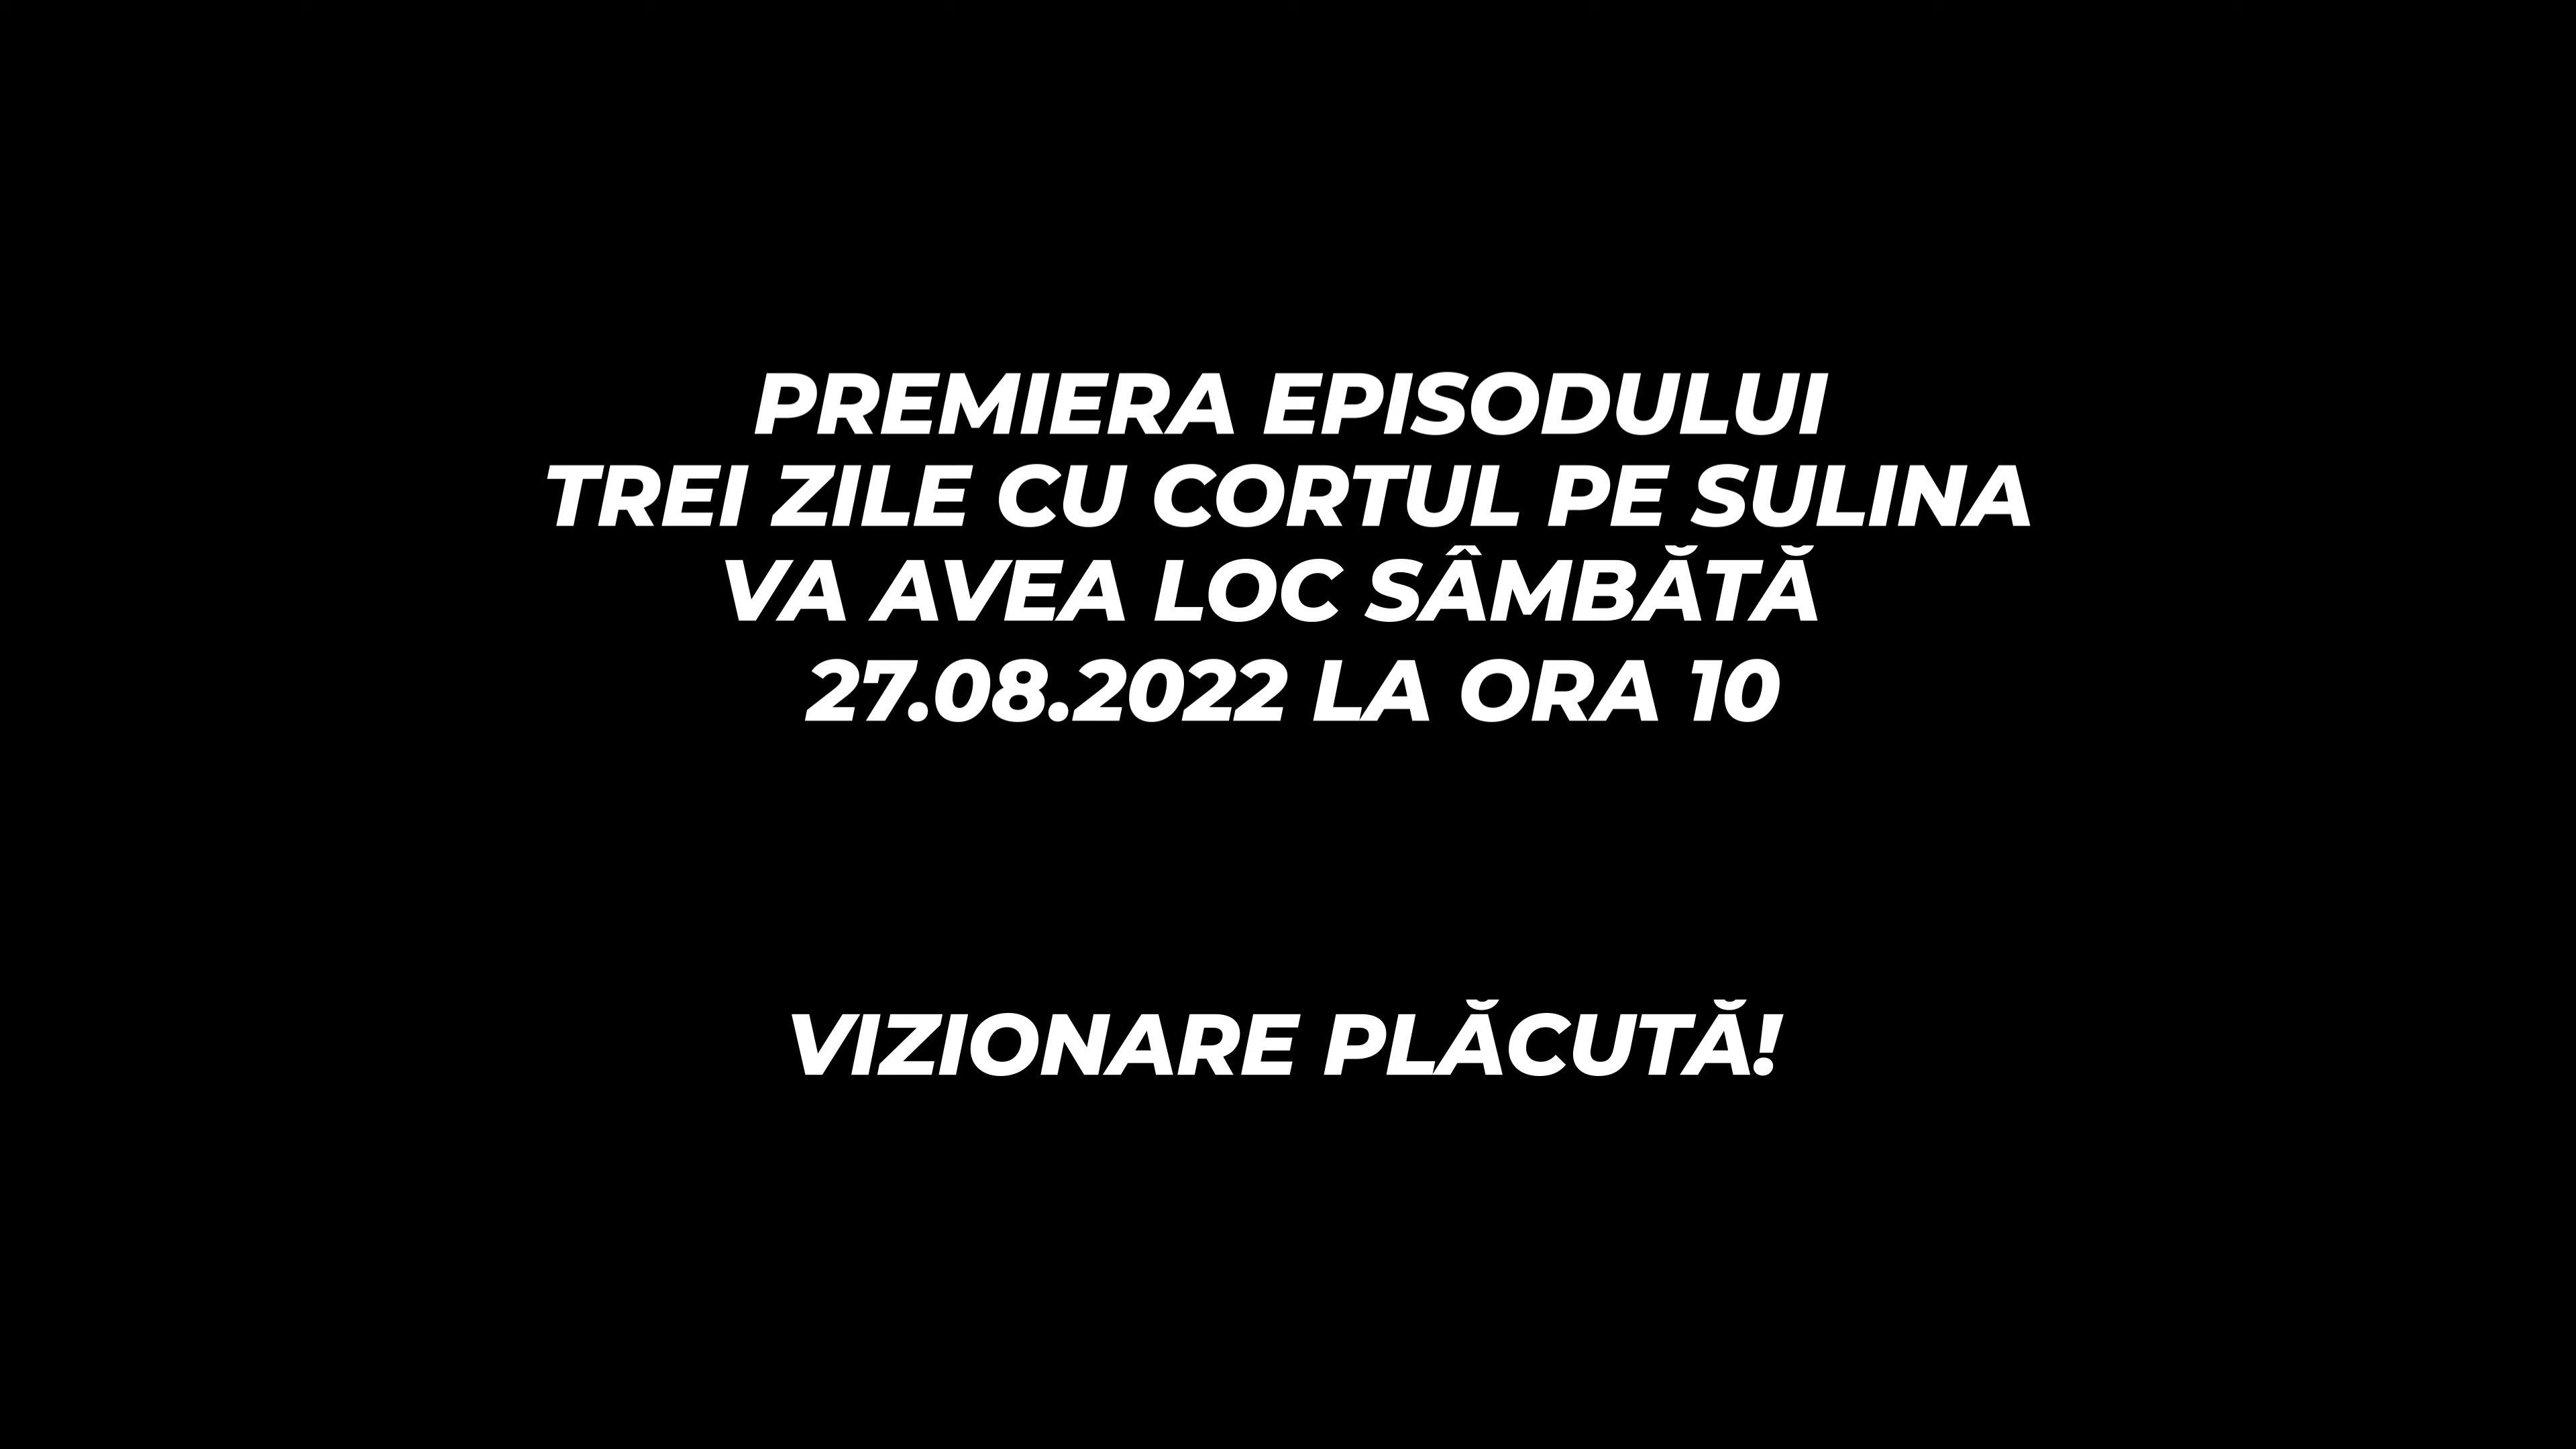 PREMIERA EPISODULUI
TREI ZILE CU CORTUL PE SULINA
VA AVEA LOC SÂMBĂTĂ
27.08.2022 LA ORA 10
VIZIONARE PLĂCUTĂ!